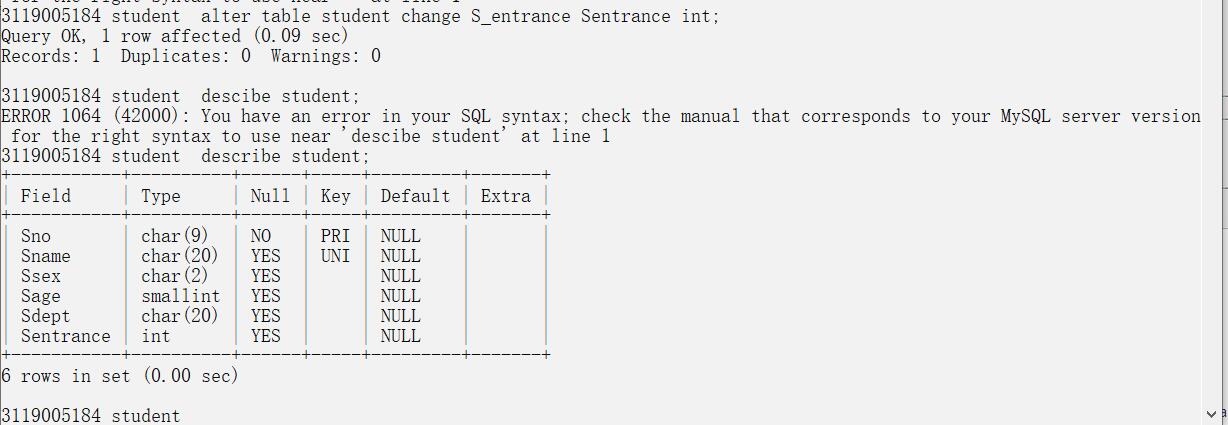 3119005184 student  alter table student change S_entrance Sentrance int;
Query OK, 1 row affected (0.09 sec)
Records: 1  Duplicates: 0  Warnings: 0
3119005184 student  descibe student;
ERROR 1064 (42000): You have an error in your SQL syntax; check the manual that corresponds to your MySQL server version
for the right syntax to use near 'descibe student' at line 1
3119005184 student  describe student;
+-----------+----------+------+-----+---------+-------+
| Field     | Type     | Null | Key | Default | Extra |
+-----------+----------+------+-----+---------+-------+
| Sno       | char(9)  | NO   | PRI | NULL    |       |
| Sname     | char(20) | YES  | UNI | NULL    |       |
| Ssex      | char(2)  | YES  |     | NULL    |       |
| Sage      | smallint | YES  |     | NULL    |       |
| Sdept     | char(20) | YES  |     | NULL    |       |
| Sentrance | int      | YES  |     | NULL    |       |
+-----------+----------+------+-----+---------+-------+
6 rows in set (0.00 sec)
3119005184 student